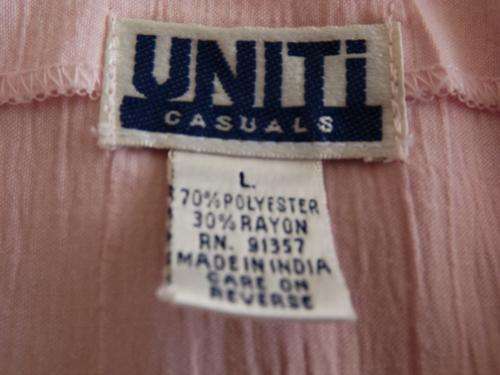 UNITi
CASUALS
L.
70% POLYESTER
30% RAYON
RN. 91357
MADE IN INDIA
CARE ON
REVERSE